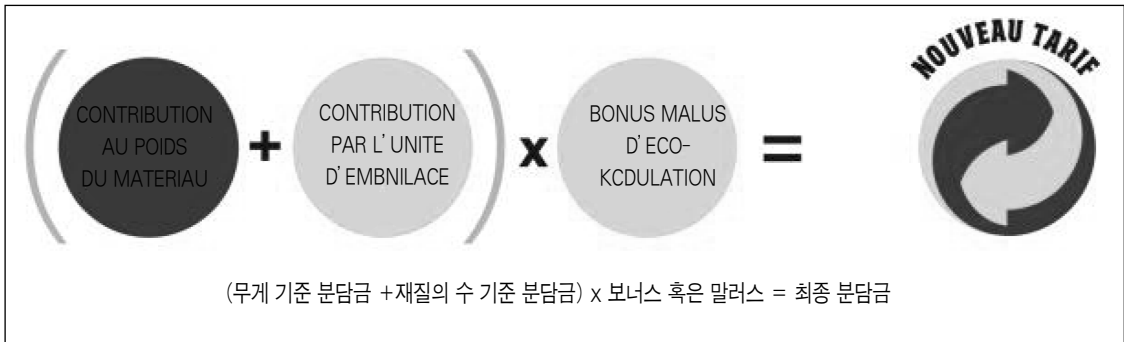 CONTRIBUTION
AU POIDS
DU MATERIAU
+
CONTRIBUTION
PAR L' UNITE
D' EMBNILACE
x
BONUS MALUS
D' ECO-
KCDULATION
=
NOUVEAU TARIF
(무게 기준 분담금 +재질의 수 기준 분담금) x 보너스 혹은 말러스 = 최종 분담금